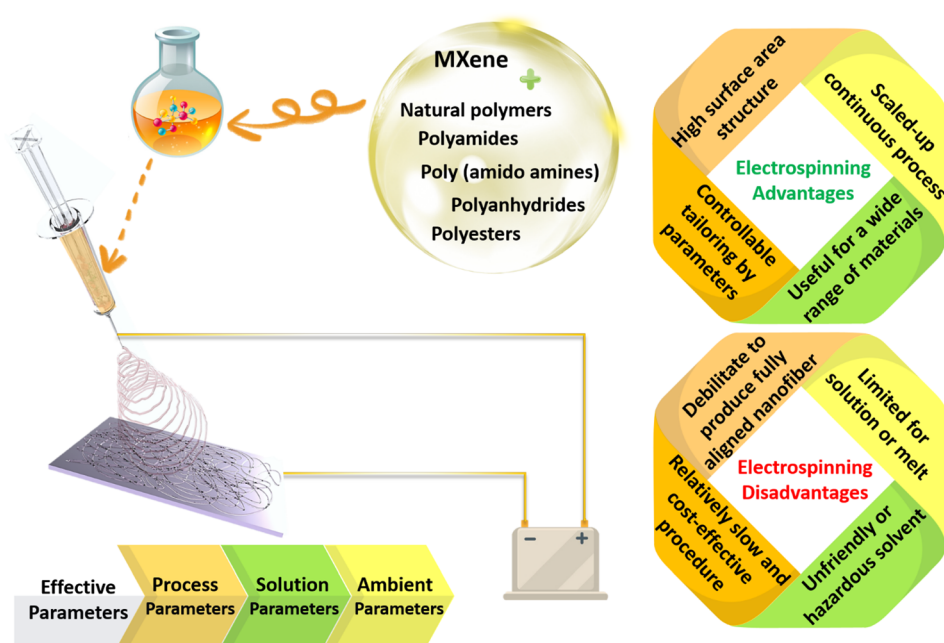 MXene
+
Natural polymers
Polyamides
Poly (amido amines)
Polyanhydrides
Polyesters
High surface area
structure
Scaled-up
continuous process
Electrospinning
Advantages
Controllable
tailoring by
parameters
Useful for a wide
range of materials
Debilitate to
produce fully
aligned nanofiber
Limited for
solution or melt
Electrospinning
Disadvantages
Relatively slow and
cost-effective
procedure
Unfriendly or
hazardous solvent
- +
Effective
Parameters
Process
Parameters
Solution
Parameters
Ambient
Parameters